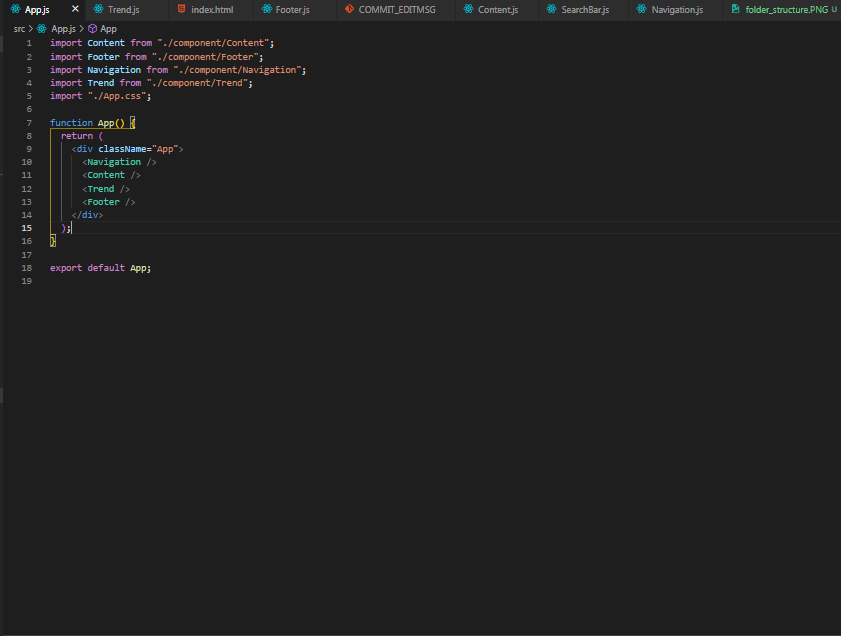 App.js × Trend.js index.html Footer.js COMMIT_EDITMSG Content.js SearchBar.js Navigation.js folder_structure.PNG U
src > App.js > App
1 import Content from "./component/Content";
2 import Footer from "./component/Footer";
3 import Navigation from "./component/Navigation";
4 import Trend from "./component/Trend";
5 import "./App.css";
6
7 function App() {
8 return (
9 <div className="App">
10 <Navigation />
11 <Content />
12 <Trend />
13 <Footer />
14 </div>
15 );
16 }
17
18 export default App;
19